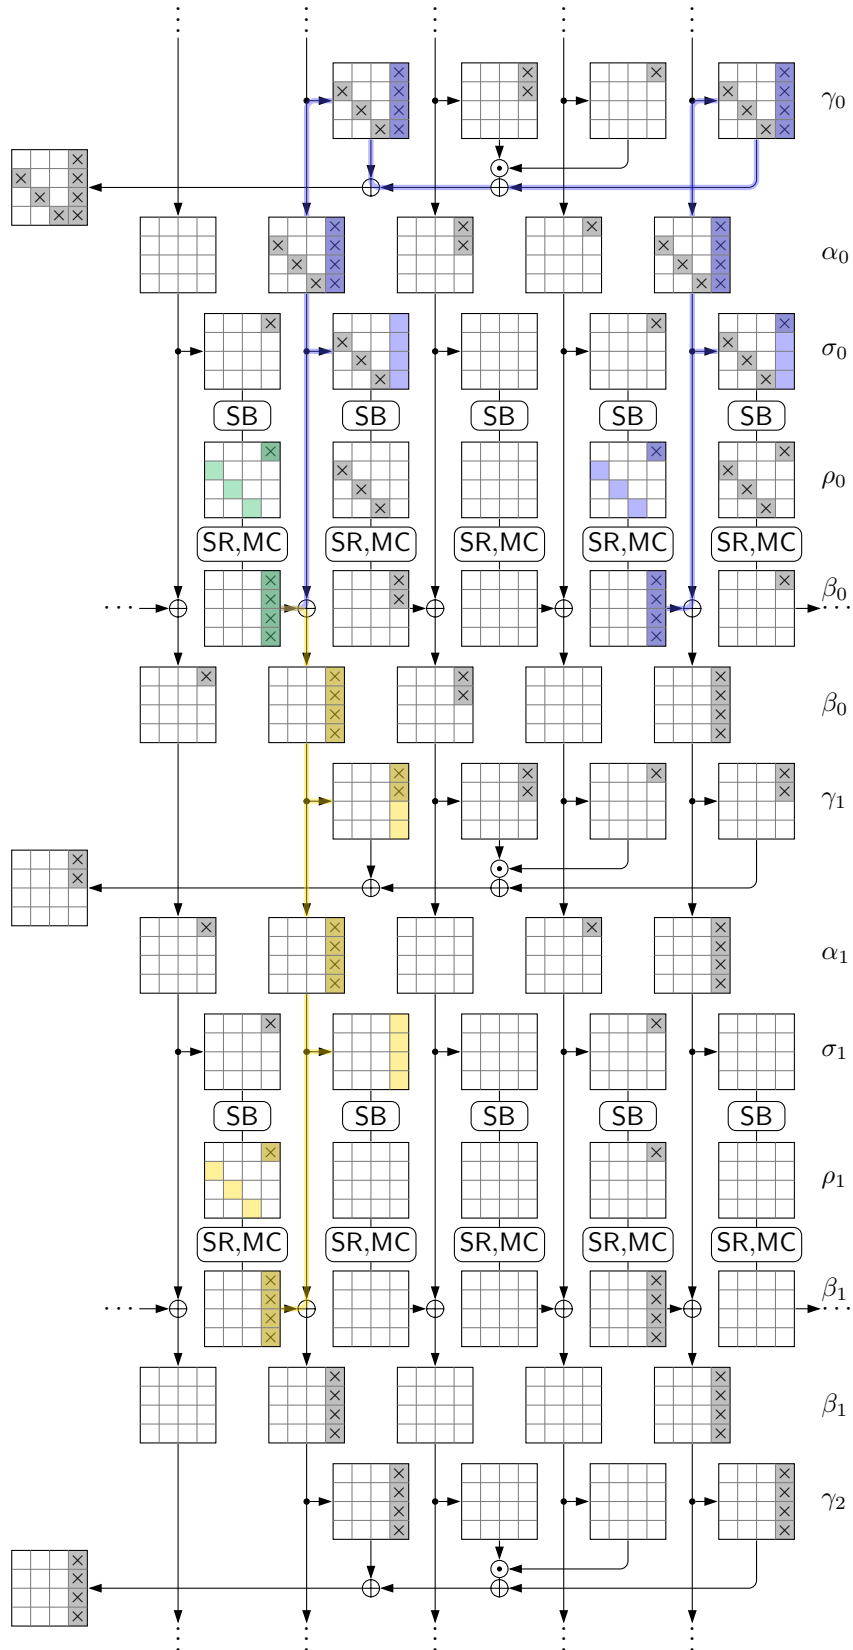 γ₀
α₀
σ₀
SB SB SB SB SB
ρ₀
SR,MC SR,MC SR,MC SR,MC SR,MC
β₀
β₀
γ₁
α₁
σ₁
SB SB SB SB SB
ρ₁
SR,MC SR,MC SR,MC SR,MC SR,MC
β₁
β₁
γ₂